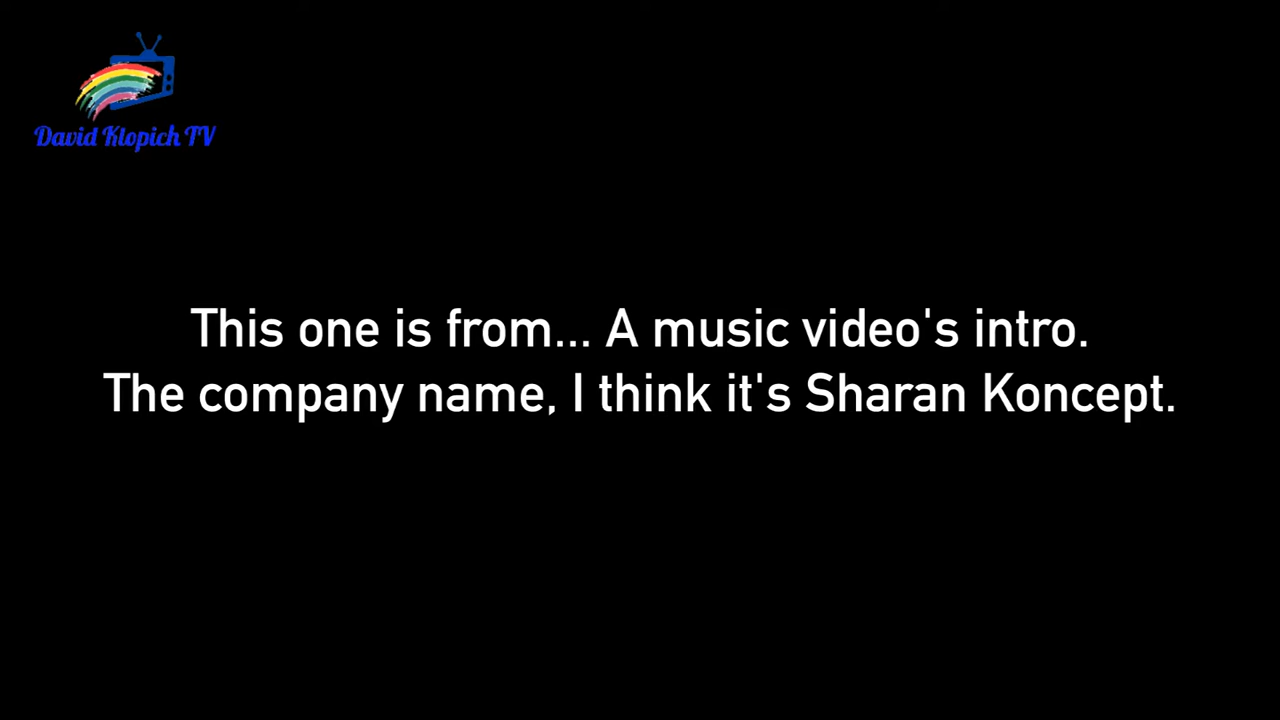 David Klopich TV
This one is from... A music video's intro.
The company name, I think it's Sharan Koncept.